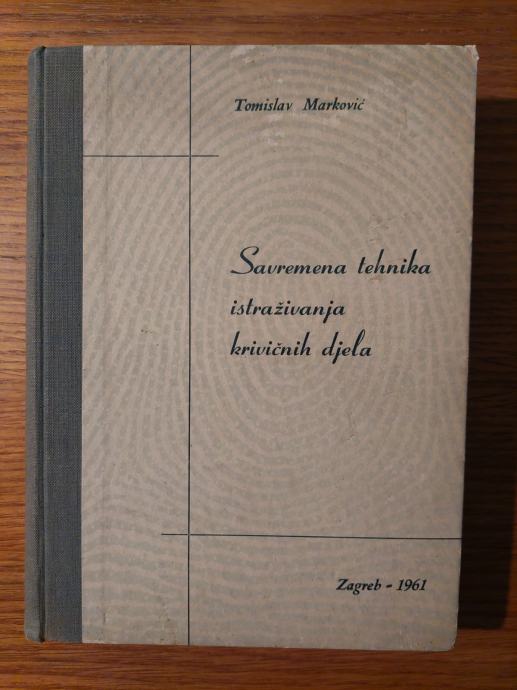 Tomislav Marković
Savremena tehnika
istraživanja
krivičnih djela
Zagreb - 1961